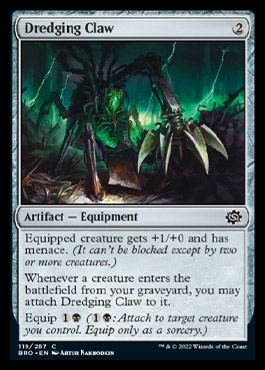 Dredging Claw 2
Artifact — Equipment
Equipped creature gets +1/+0 and has
menace. (It can't be blocked except by two
or more creatures.)
Whenever a creature enters the
battlefield from your graveyard, you may
attach Dredging Claw to it.
Equip 1 (1 : Attach to target creature
you control. Equip only as a sorcery.)
119/287 C
BRO • EN ARTUR NAKHODKIN
™ & © 2022 Wizards of the Coast